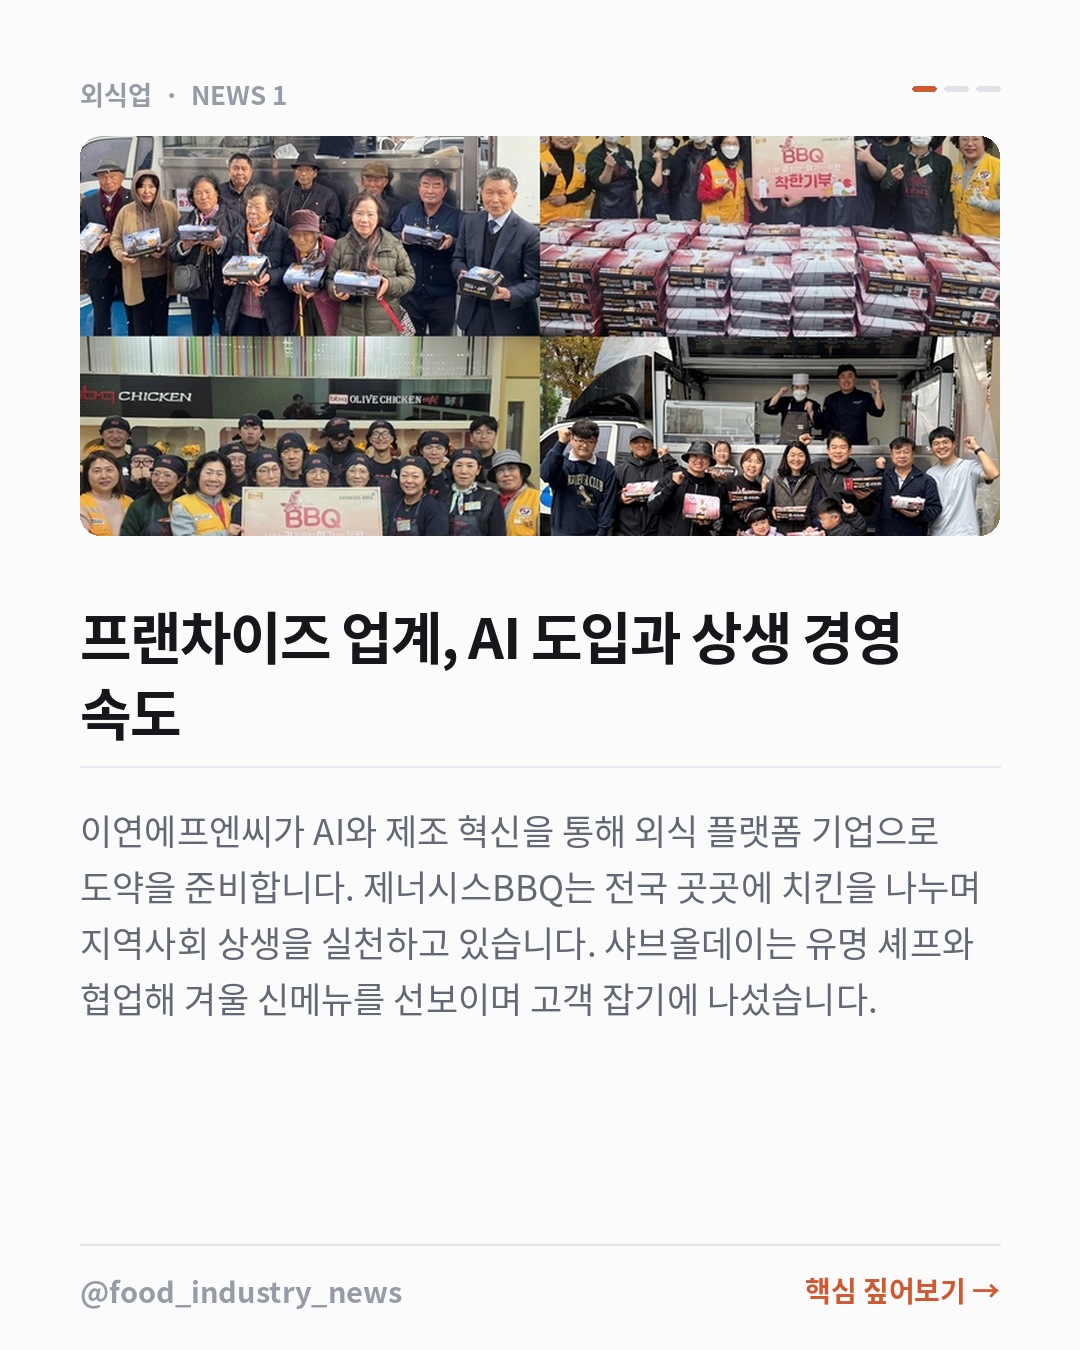 외식업 · NEWS 1
BBQ
착한기부
bbq CHICKEN
bbq OLIVE CHICKEN cafe
GENESIS BBQ
BBQ
프랜차이즈 업계, AI 도입과 상생 경영
속도
이연에프엔씨가 AI와 제조 혁신을 통해 외식 플랫폼 기업으로
도약을 준비합니다. 제너시스BBQ는 전국 곳곳에 치킨을 나누며
지역사회 상생을 실천하고 있습니다. 샤브올데이는 유명 셰프와
협업해 겨울 신메뉴를 선보이며 고객 잡기에 나섰습니다.
@food_industry_news
핵심 짚어보기 →